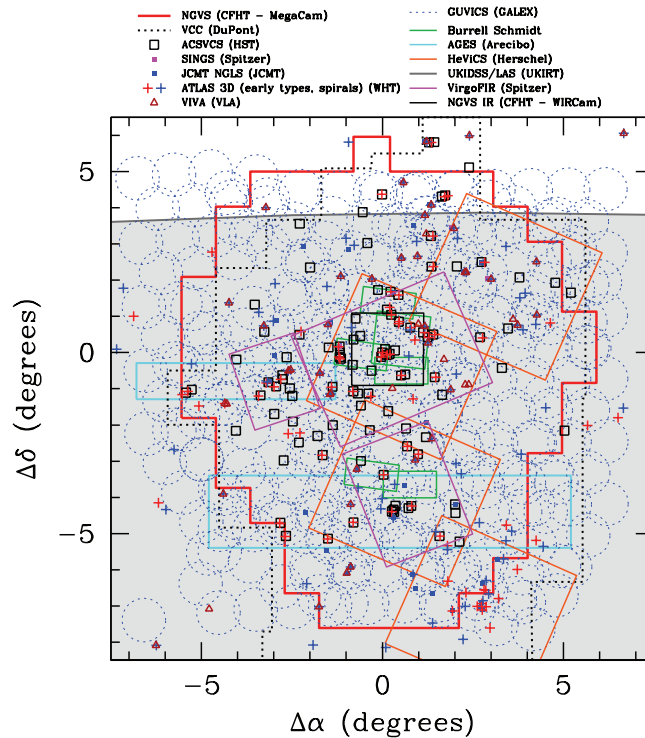 NGVS (CFHT - MegaCam)
VCC (DuPont)
ACSVCS (HST)
SINGS (Spitzer)
JCMT NGLS (JCMT)
ATLAS 3D (early types, spirals) (WHT)
VIVA (VLA)
GUVICS (GALEX)
Burrell Schmidt
AGES (Arecibo)
HeViCS (Herschel)
UKIDSS/LAS (UKIRT)
VirgoFIR (Spitzer)
NGVS IR (CFHT - WIRCam)
5
0
−5
Δδ (degrees)
−5 0 5
Δα (degrees)